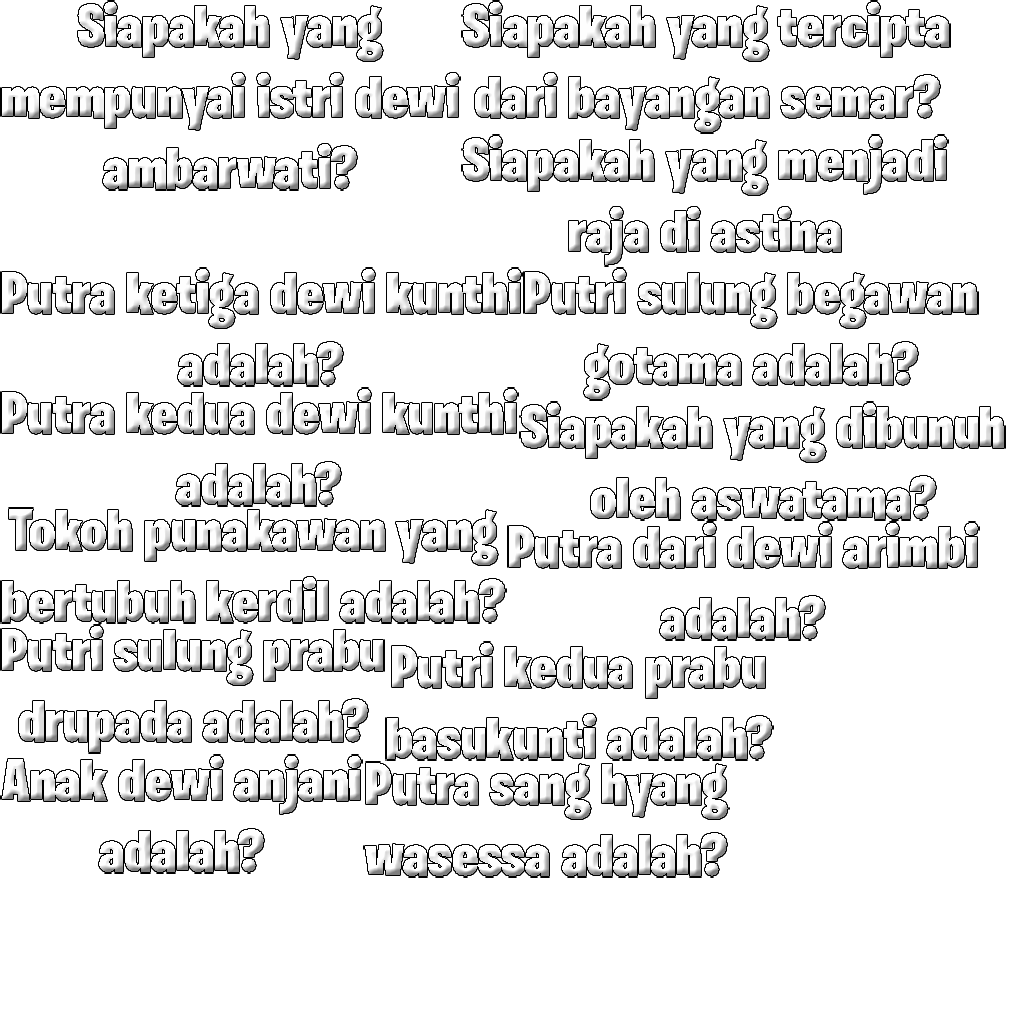 Siapakah yang
mempunyai istri dewi
ambarwati?
Siapakah yang tercipta
dari bayangan semar?
Siapakah yang menjadi
raja di astina
Putra ketiga dewi kunthi
adalah?
Putri sulung begawan
gotama adalah?
Putra kedua dewi kunthi
adalah?
Siapakah yang dibunuh
oleh aswatama?
Tokoh punakawan yang
bertubuh kerdil adalah?
Putra dari dewi arimbi
adalah?
Putri sulung prabu
drupada adalah?
Putri kedua prabu
basukunti adalah?
Anak dewi anjani
adalah?
Putra sang hyang
wasessa adalah?